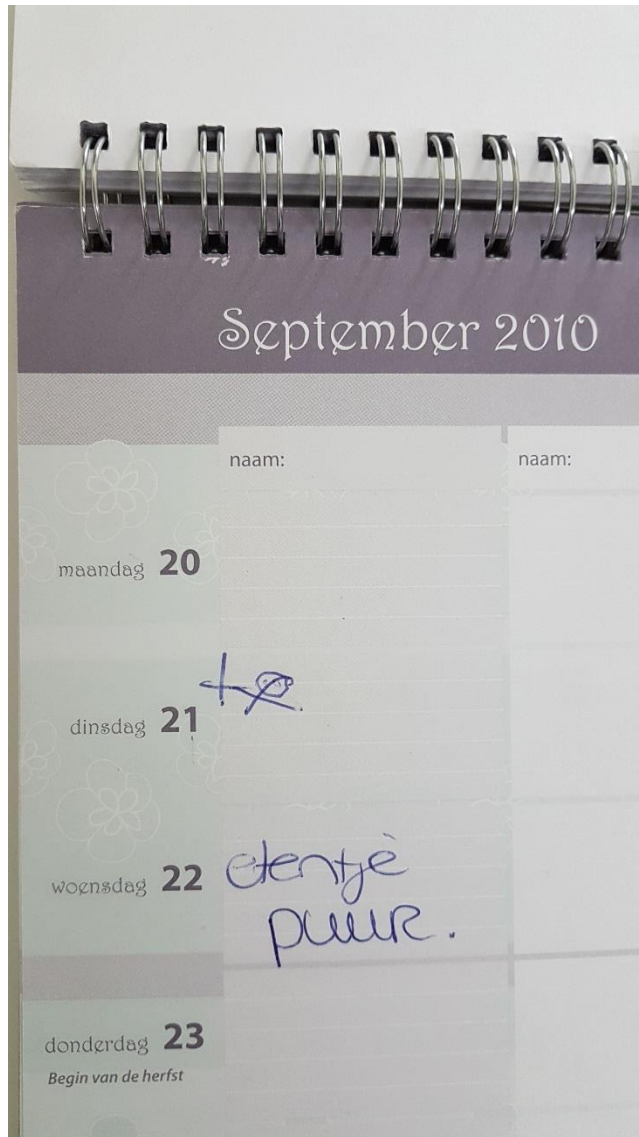 September 2010
naam: naam:
maandag 20
dinsdag 21
woensdag 22 etentje
puur.
donderdag 23
Begin van de herfst